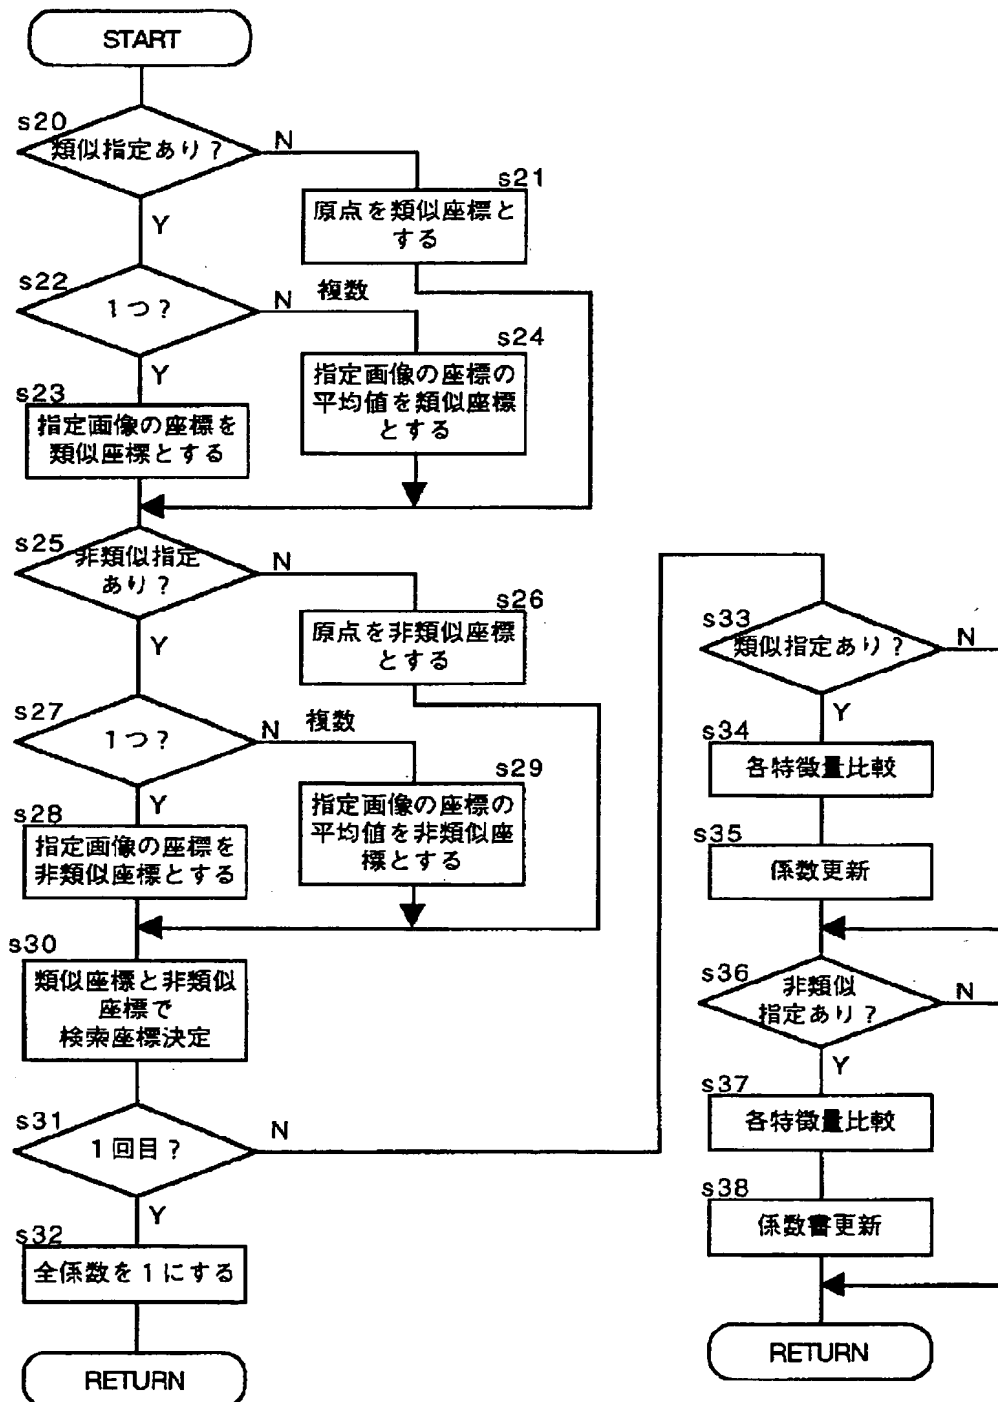 START
s20
類似指定あり?
N
Y
s21
原点を類似座標と
する
s22
1つ?
N
複数
Y
s24
指定画像の座標の
平均値を類似座標
とする
s23
指定画像の座標を
類似座標とする
s25
非類似指定
あり?
N
Y
s26
原点を非類似座標
とする
s27
1つ?
N
複数
Y
s29
指定画像の座標の
平均値を非類似座
標とする
s28
指定画像の座標を
非類似座標とする
s30
類似座標と非類似
座標で
検索座標決定
s31
1回目?
N
Y
s32
全係数を1にする
RETURN
s33
類似指定あり?
N
Y
s34
各特徴量比較
s35
係数更新
s36
非類似
指定あり?
N
Y
s37
各特徴量比較
s38
係数書更新
RETURN